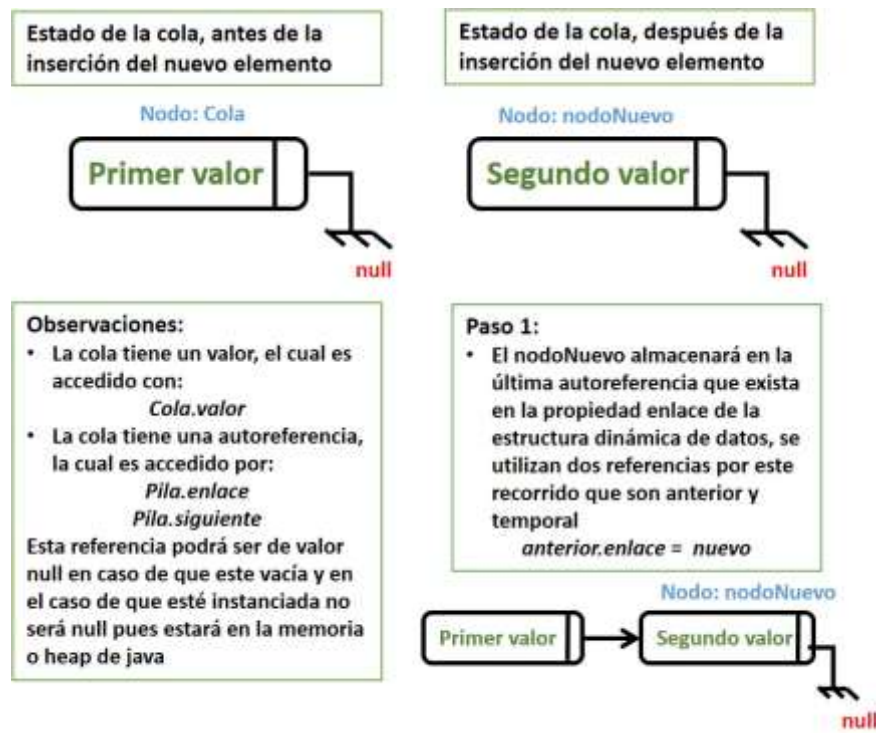 Estado de la cola, antes de la
inserción del nuevo elemento
Nodo: Cola
Primer valor
null
Observaciones:
• La cola tiene un valor, el cual es
accedido con:
Cola.valor
• La cola tiene una autoreferencia,
la cual es accedido por:
Pila.enlace
Pila.siguiente
Esta referencia podrá ser de valor
null en caso de que este vacía y en
el caso de que esté instanciada no
será null pues estará en la memoria
o heap de java
Estado de la cola, después de la
inserción del nuevo elemento
Nodo: nodoNuevo
Segundo valor
null
Paso 1:
• El nodoNuevo almacenará en la
última autoreferencia que exista
en la propiedad enlace de la
estructura dinámica de datos, se
utilizan dos referencias por este
recorrido que son anterior y
temporal
anterior.enlace = nuevo
Nodo: nodoNuevo
Primer valor
Segundo valor
null